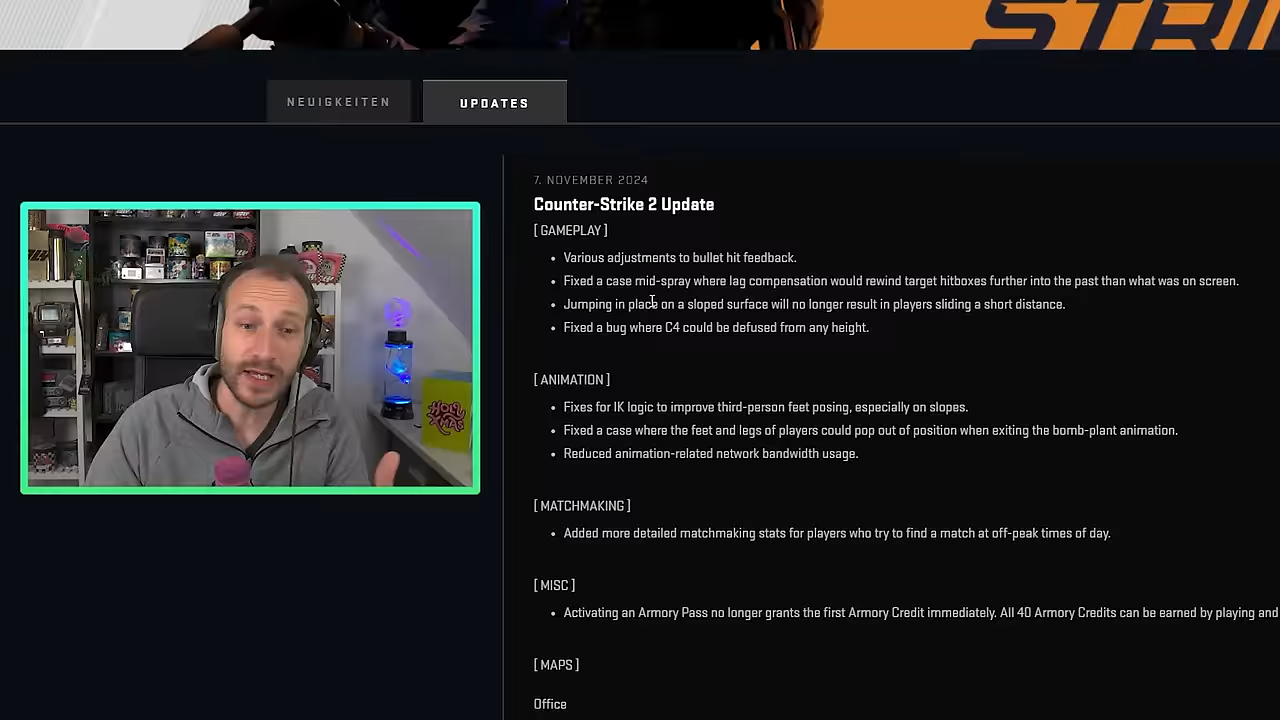 STRI
NEUIGKEITEN
UPDATES
7. NOVEMBER 2024
Counter-Strike 2 Update
[ GAMEPLAY ]
• Various adjustments to bullet hit feedback.
• Fixed a case mid-spray where lag compensation would rewind target hitboxes further into the past than what was on screen.
• Jumping in place on a sloped surface will no longer result in players sliding a short distance.
• Fixed a bug where C4 could be defused from any height.
[ ANIMATION ]
• Fixes for IK logic to improve third-person feet posing, especially on slopes.
• Fixed a case where the feet and legs of players could pop out of position when exiting the bomb-plant animation.
• Reduced animation-related network bandwidth usage.
[ MATCHMAKING ]
• Added more detailed matchmaking stats for players who try to find a match at off-peak times of day.
[ MISC ]
• Activating an Armory Pass no longer grants the first Armory Credit immediately. All 40 Armory Credits can be earned by playing and
[ MAPS ]
Office
HOLY
XMAS